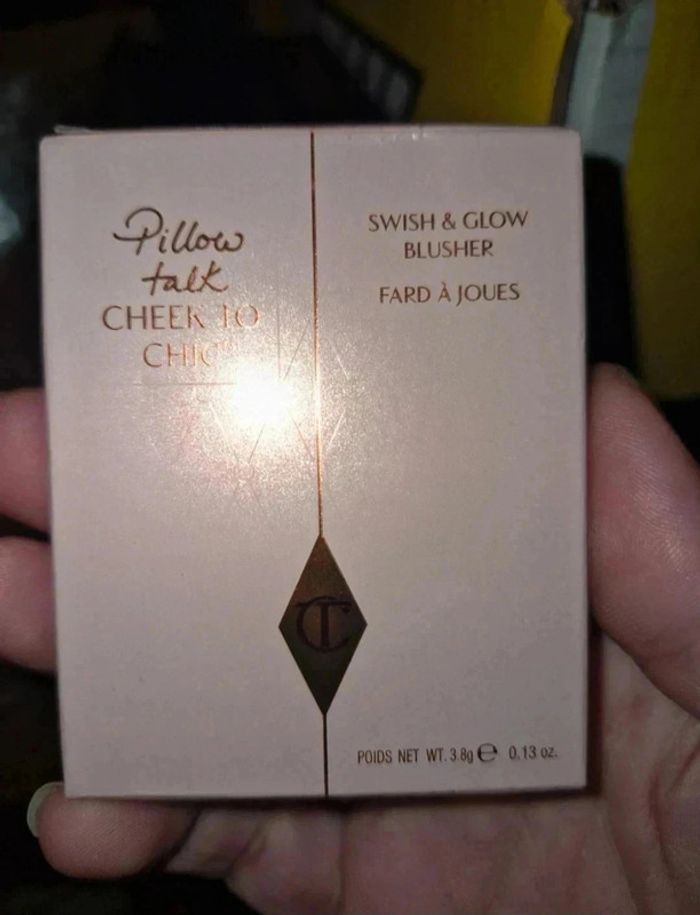 Pillow
talk
CHEEK TO
CHIC
SWISH & GLOW
BLUSHER
FARD À JOUES
CT
POIDS NET WT. 3.8g ℮ 0.13 oz.